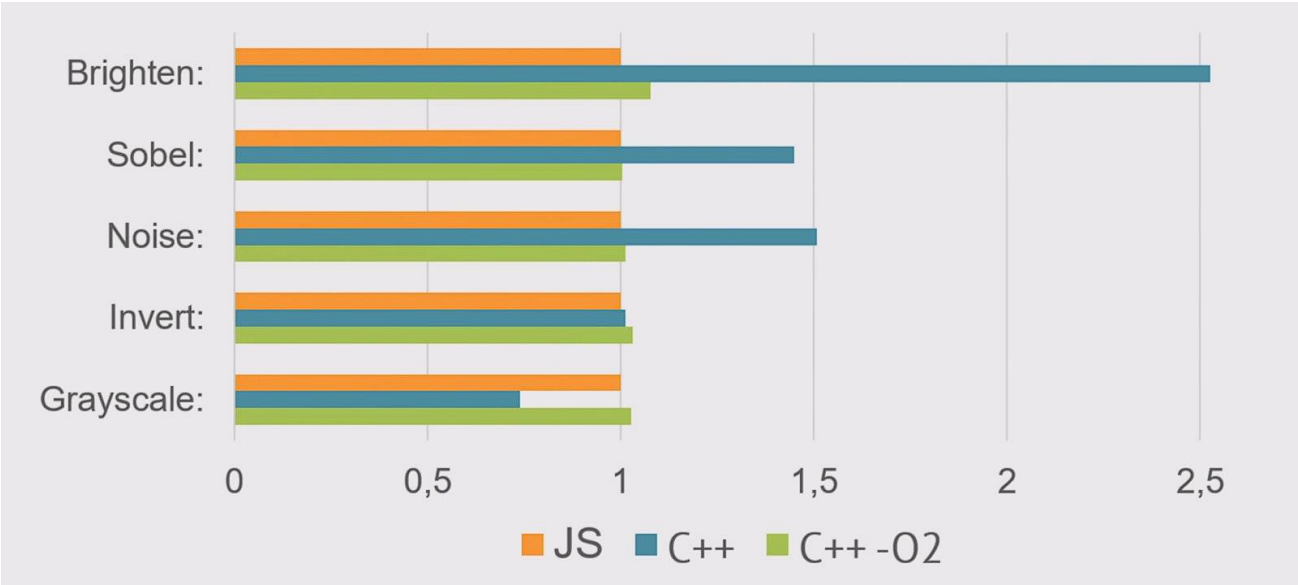 Brighten:
Sobel:
Noise:
Invert:
Grayscale:
0 0,5 1 1,5 2 2,5
JS C++ C++ -O2